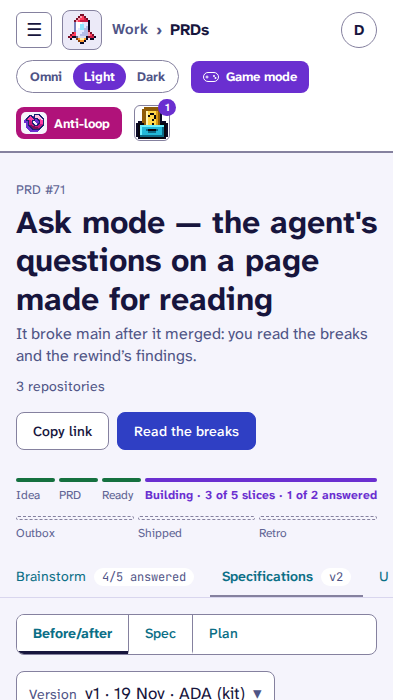 ☰ Work › PRDs D
Omni Light Dark Game mode
Anti-loop 1
PRD #71
Ask mode — the agent's
questions on a page
made for reading
It broke main after it merged: you read the breaks
and the rewind's findings.
3 repositories
Copy link Read the breaks
Idea PRD Ready Building · 3 of 5 slices · 1 of 2 answered
Outbox Shipped Retro
Brainstorm 4/5 answered Specifications v2 U
Before/after Spec Plan
Version v1 · 19 Nov · ADA (kit) ▾